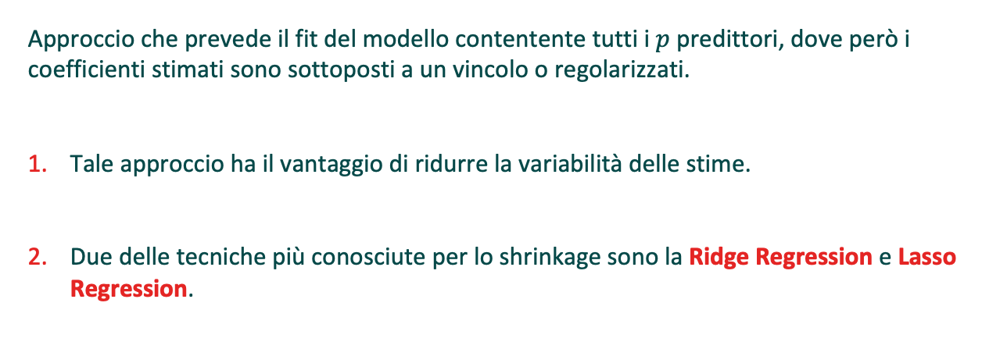 Approccio che prevede il fit del modello contentente tutti i p predittori, dove però i
coefficienti stimati sono sottoposti a un vincolo o regolarizzati.
1. Tale approccio ha il vantaggio di ridurre la variabilità delle stime.
2. Due delle tecniche più conosciute per lo shrinkage sono la Ridge Regression e Lasso
Regression.